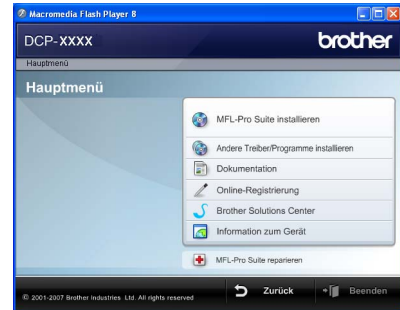 Macromedia Flash Player 8
DCP-XXXX
brother
Hauptmenü
Hauptmenü
MFL-Pro Suite installieren
Andere Treiber/Programme installieren
Dokumentation
Online-Registrierung
Brother Solutions Center
Information zum Gerät
MFL-Pro Suite reparieren
© 2001-2007 Brother Industries. Ltd. All rights reserved
Zurück
Beenden